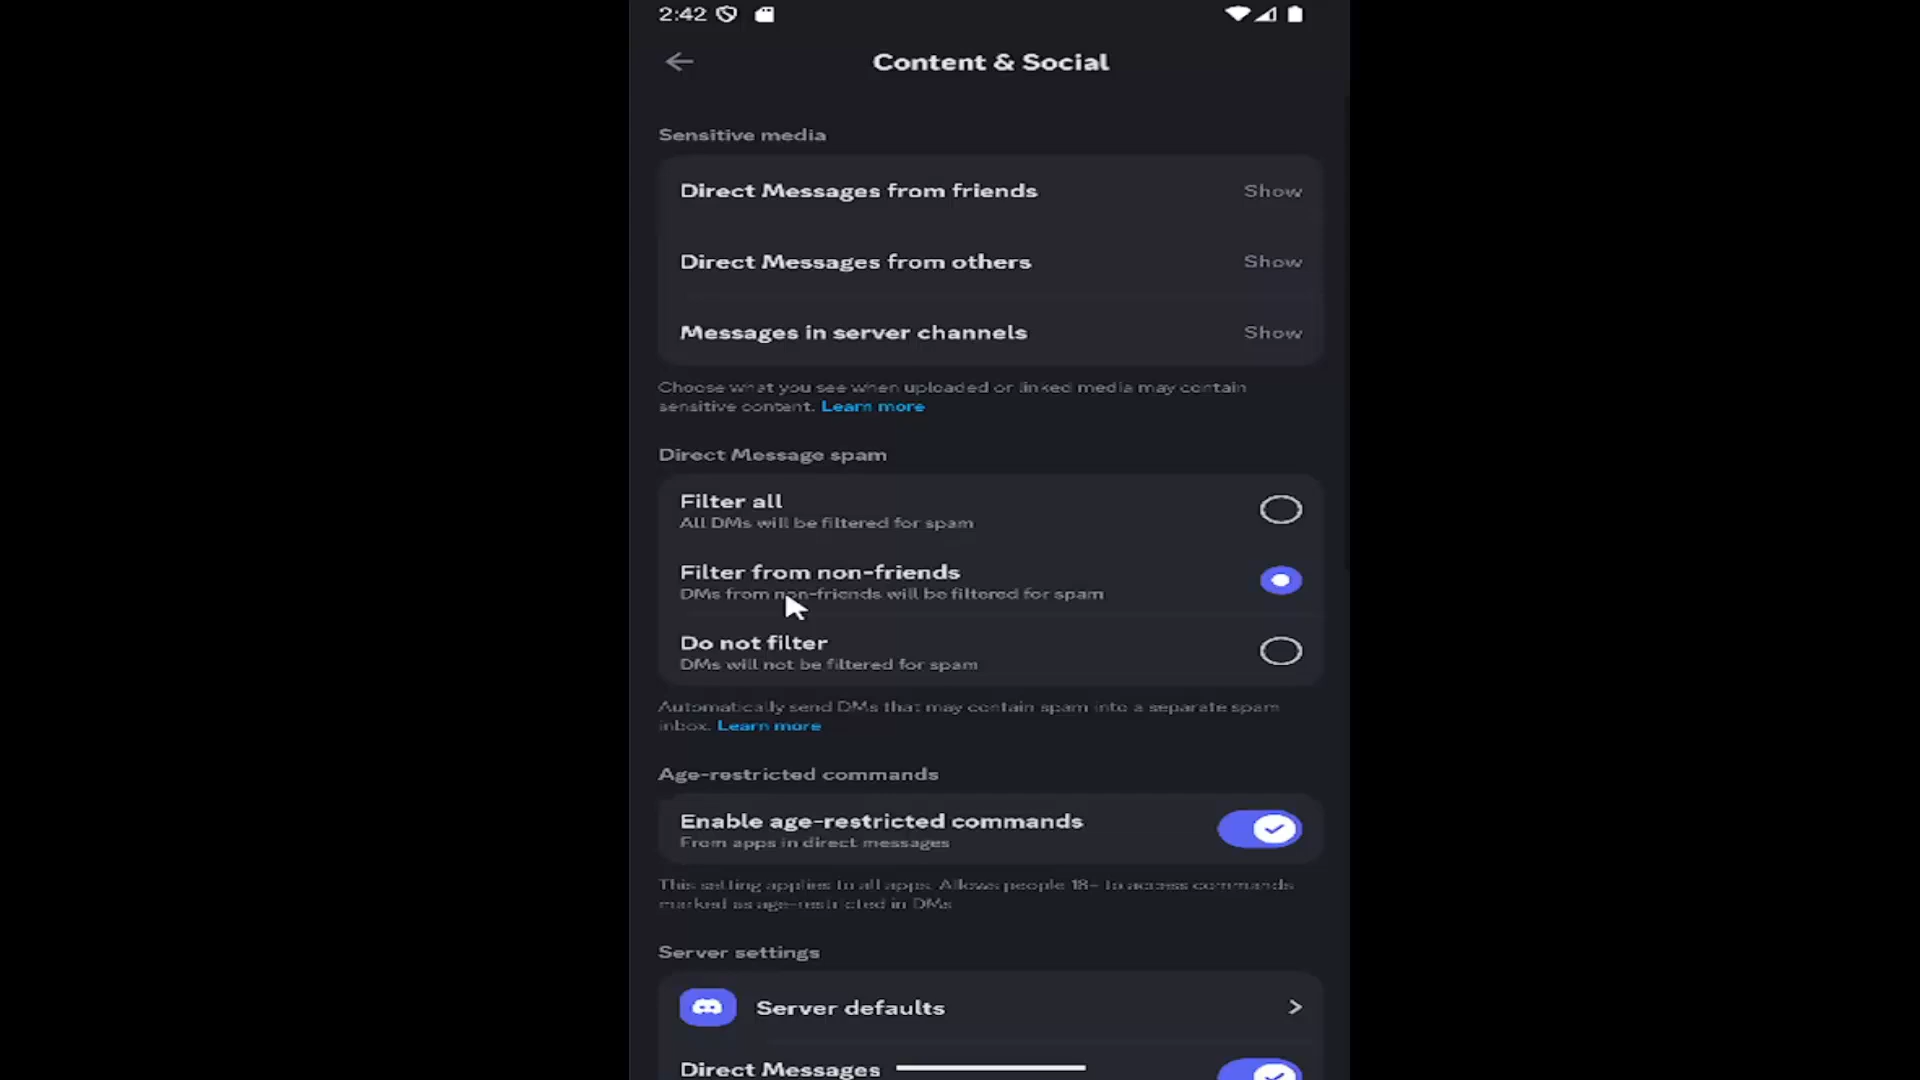 2:42
Content & Social
Sensitive media
Direct Messages from friends Show
Direct Messages from others Show
Messages in server channels Show
Choose what you see when uploaded or linked media may contain
sensitive content. Learn more
Direct Message spam
Filter all
All DMs will be filtered for spam
Filter from non-friends
DMs from non-friends will be filtered for spam
Do not filter
DMs will not be filtered for spam
Automatically send DMs that may contain spam into a separate spam
inbox. Learn more
Age-restricted commands
Enable age-restricted commands
From apps in direct messages
This setting applies to all apps. Allows people 18+ to access commands
marked as age-restricted in DMs
Server settings
Server defaults
Direct Messages